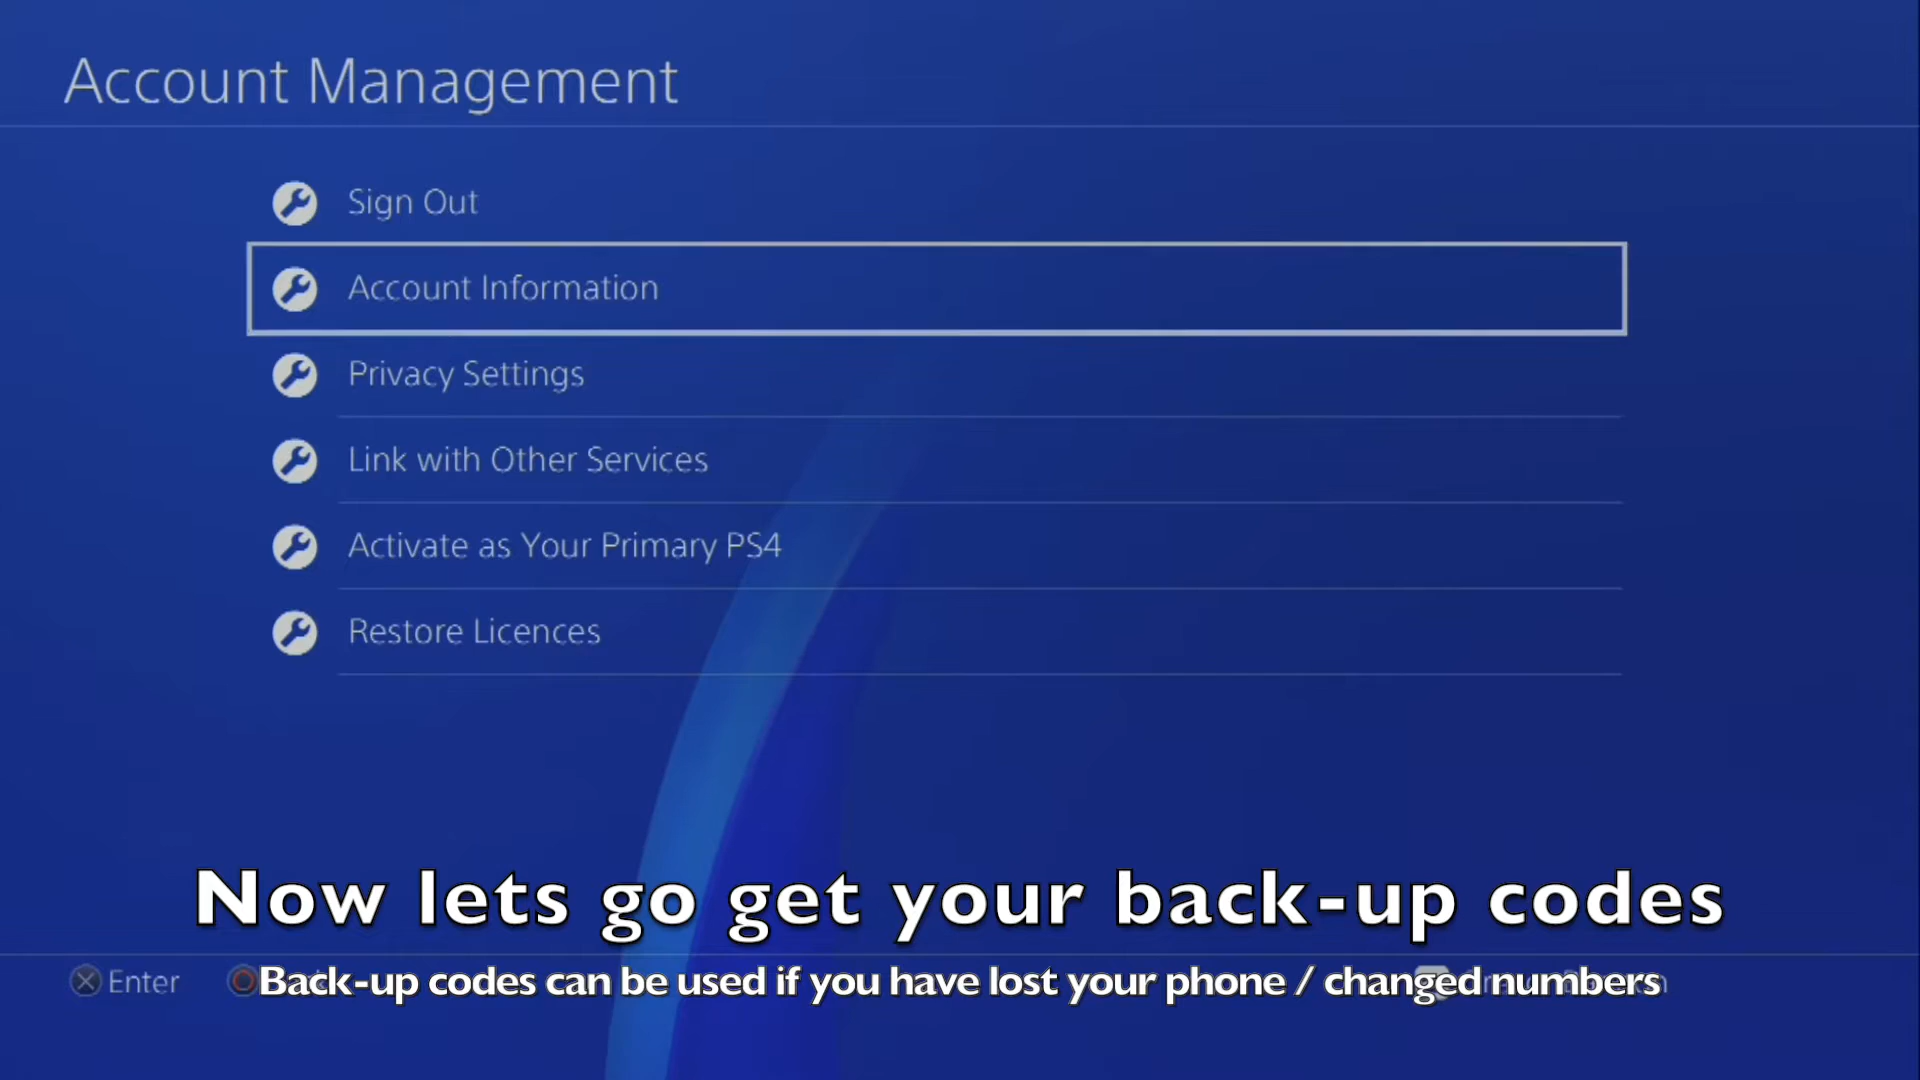 Account Management
Sign Out
Account Information
Privacy Settings
Link with Other Services
Activate as Your Primary PS4
Restore Licences
Now lets go get your back-up codes
Enter
Back-up codes can be used if you have lost your phone / changed numbers